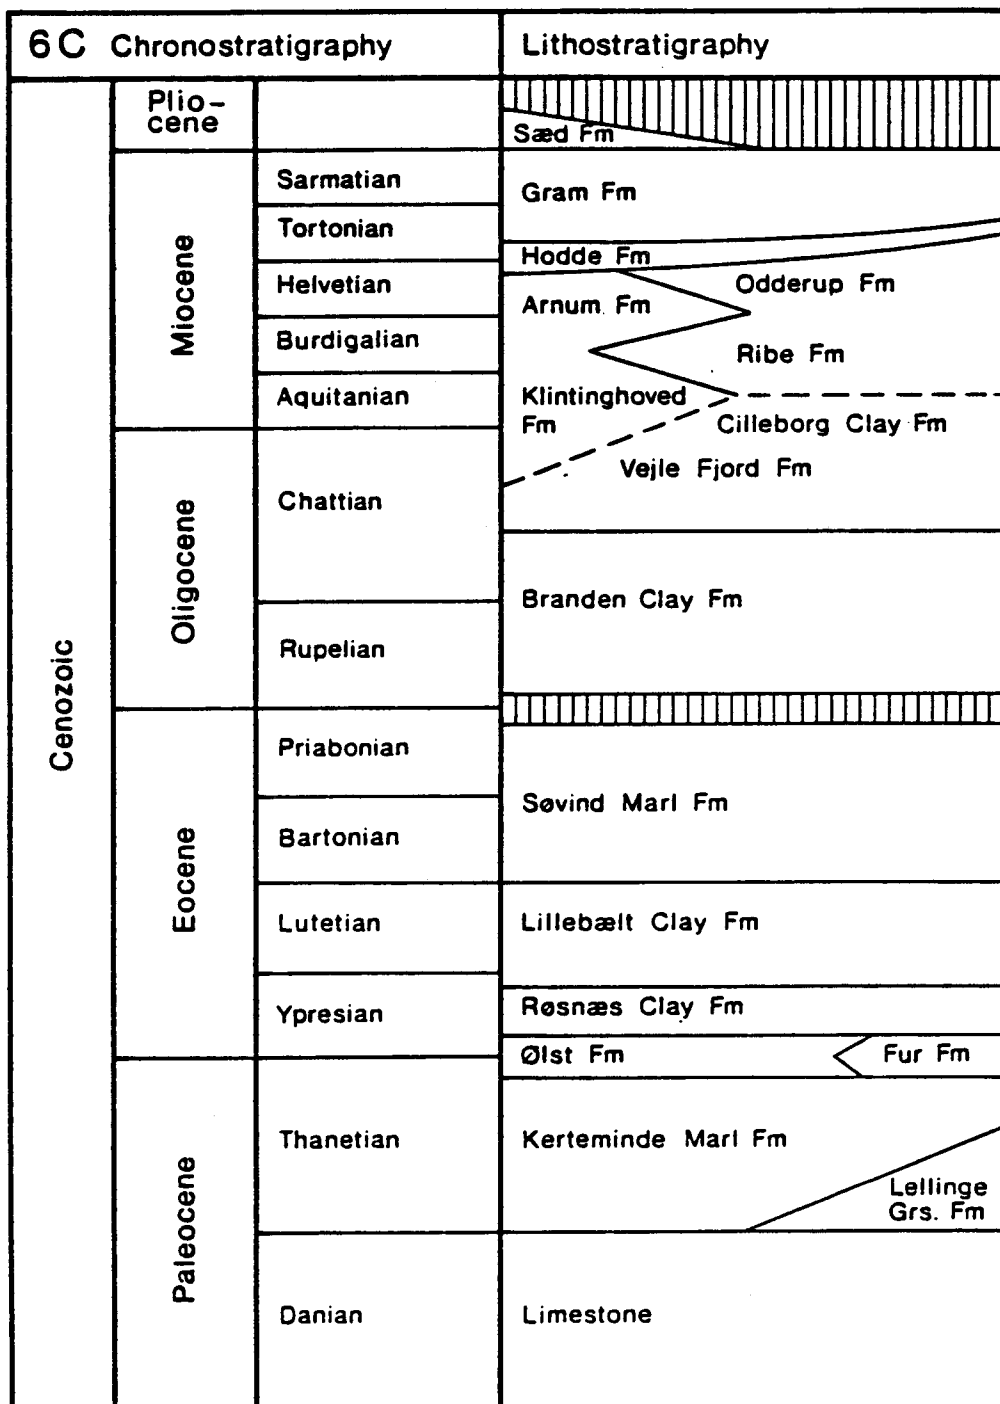 6C Chronostratigraphy
Lithostratigraphy
Cenozoic
Plio-
cene
Miocene
Oligocene
Eocene
Paleocene
Sarmatian
Tortonian
Helvetian
Burdigalian
Aquitanian
Chattian
Rupelian
Priabonian
Bartonian
Lutetian
Ypresian
Thanetian
Danian
Sæd Fm
Gram Fm
Hodde Fm
Odderup Fm
Arnum Fm
Ribe Fm
Klintinghoved
Fm
Cilleborg Clay Fm
Vejle Fjord Fm
Branden Clay Fm
Søvind Marl Fm
Lillebælt Clay Fm
Røsnæs Clay Fm
Ølst Fm
Fur Fm
Kerteminde Marl Fm
Lellinge
Grs. Fm
Limestone